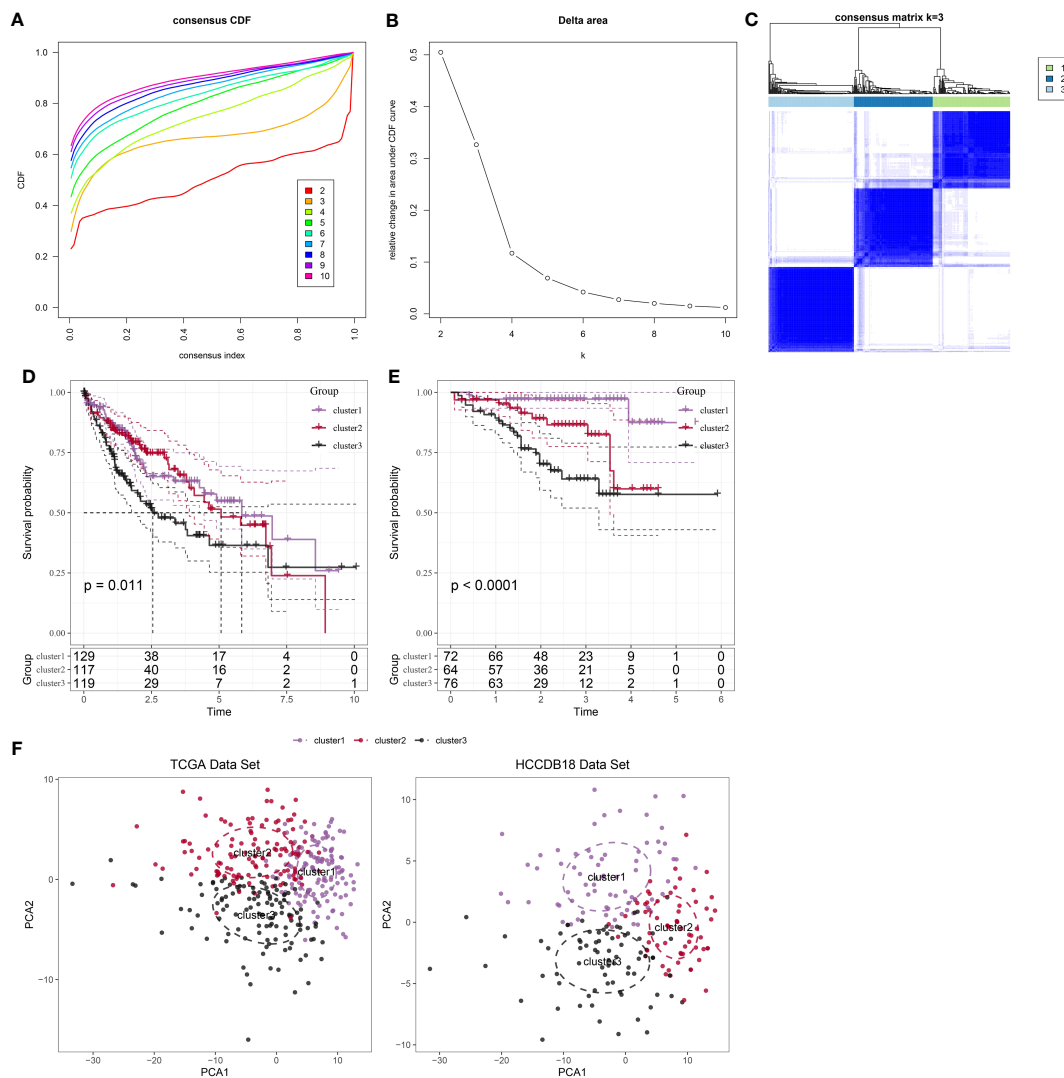 A
consensus CDF
1.0
0.8
0.6
0.4
0.2
0.0
CDF
0.0
0.2
0.4
0.6
0.8
1.0
consensus index
2
3
4
5
6
7
8
9
10
B
Delta area
0.5
0.4
0.3
0.2
0.1
0.0
relative change in area under CDF curve
2
4
6
8
10
k
C
consensus matrix k=3
1
2
3
D
1.00
0.75
0.50
0.25
0.00
Survival probability
Group
cluster1
cluster2
cluster3
p = 0.011
Group
cluster1 129 38 17 4 0
cluster2 117 40 16 2 0
cluster3 119 29 7 2 1
0 2.5 5 7.5 10
Time
E
1.00
0.75
0.50
0.25
0.00
Survival probability
Group
cluster1
cluster2
cluster3
p < 0.0001
Group
cluster1 72 66 48 23 9 1 0
cluster2 64 57 36 21 5 0 0
cluster3 76 63 29 12 2 1 0
0 1 2 3 4 5 6
Time
F
cluster1 cluster2 cluster3
TCGA Data Set
10
0
−10
PCA2
cluster2
cluster1
cluster3
−30 −20 −10 0 10
PCA1
HCCDB18 Data Set
10
5
0
−5
−10
PCA2
cluster1
cluster2
cluster3
−30 −20 −10 0 10
PCA1